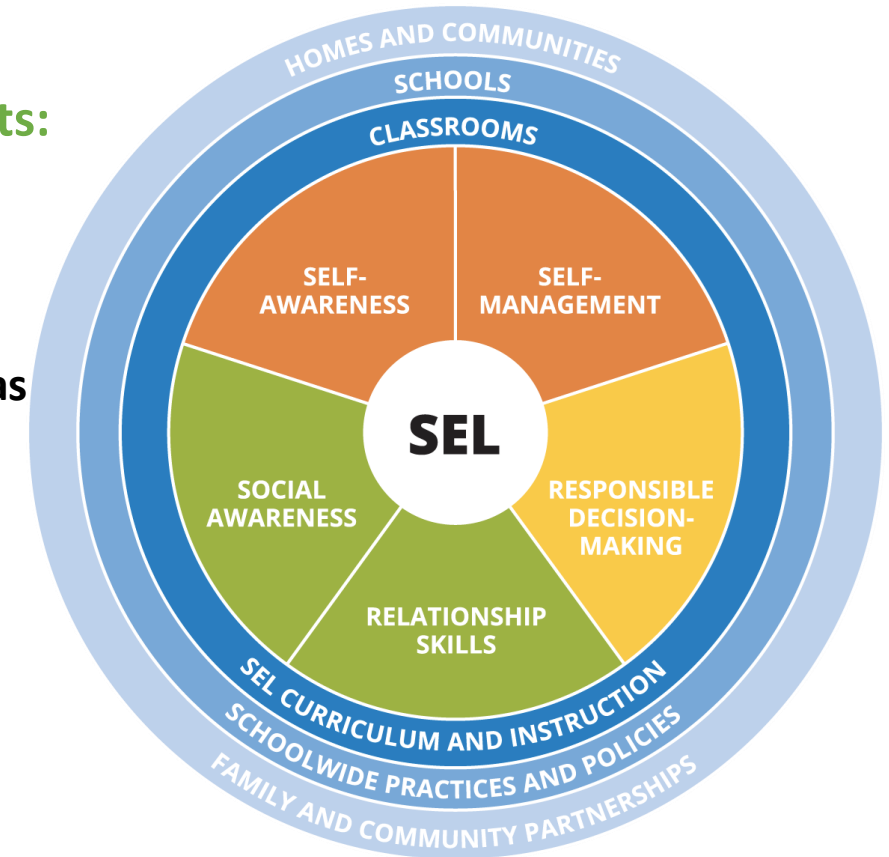 ts:
as
HOMES AND COMMUNITIES
SCHOOLS
CLASSROOMS
SELF-
AWARENESS
SELF-
MANAGEMENT
SEL
SOCIAL
AWARENESS
RESPONSIBLE
DECISION-
MAKING
RELATIONSHIP
SKILLS
SEL CURRICULUM AND INSTRUCTION
SCHOOLWIDE PRACTICES AND POLICIES
FAMILY AND COMMUNITY PARTNERSHIPS